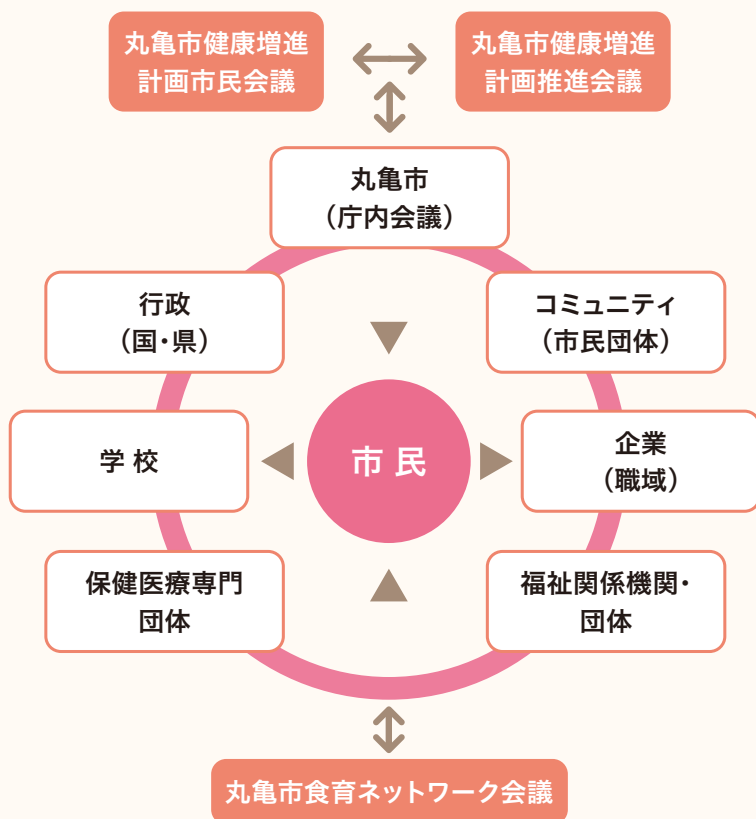 丸亀市健康増進
計画市民会議
丸亀市健康増進
計画推進会議
丸亀市
（庁内会議）
行政
（国・県）
コミュニティ
（市民団体）
学 校
市 民
企業
（職域）
保健医療専門
団体
福祉関係機関・
団体
丸亀市食育ネットワーク会議